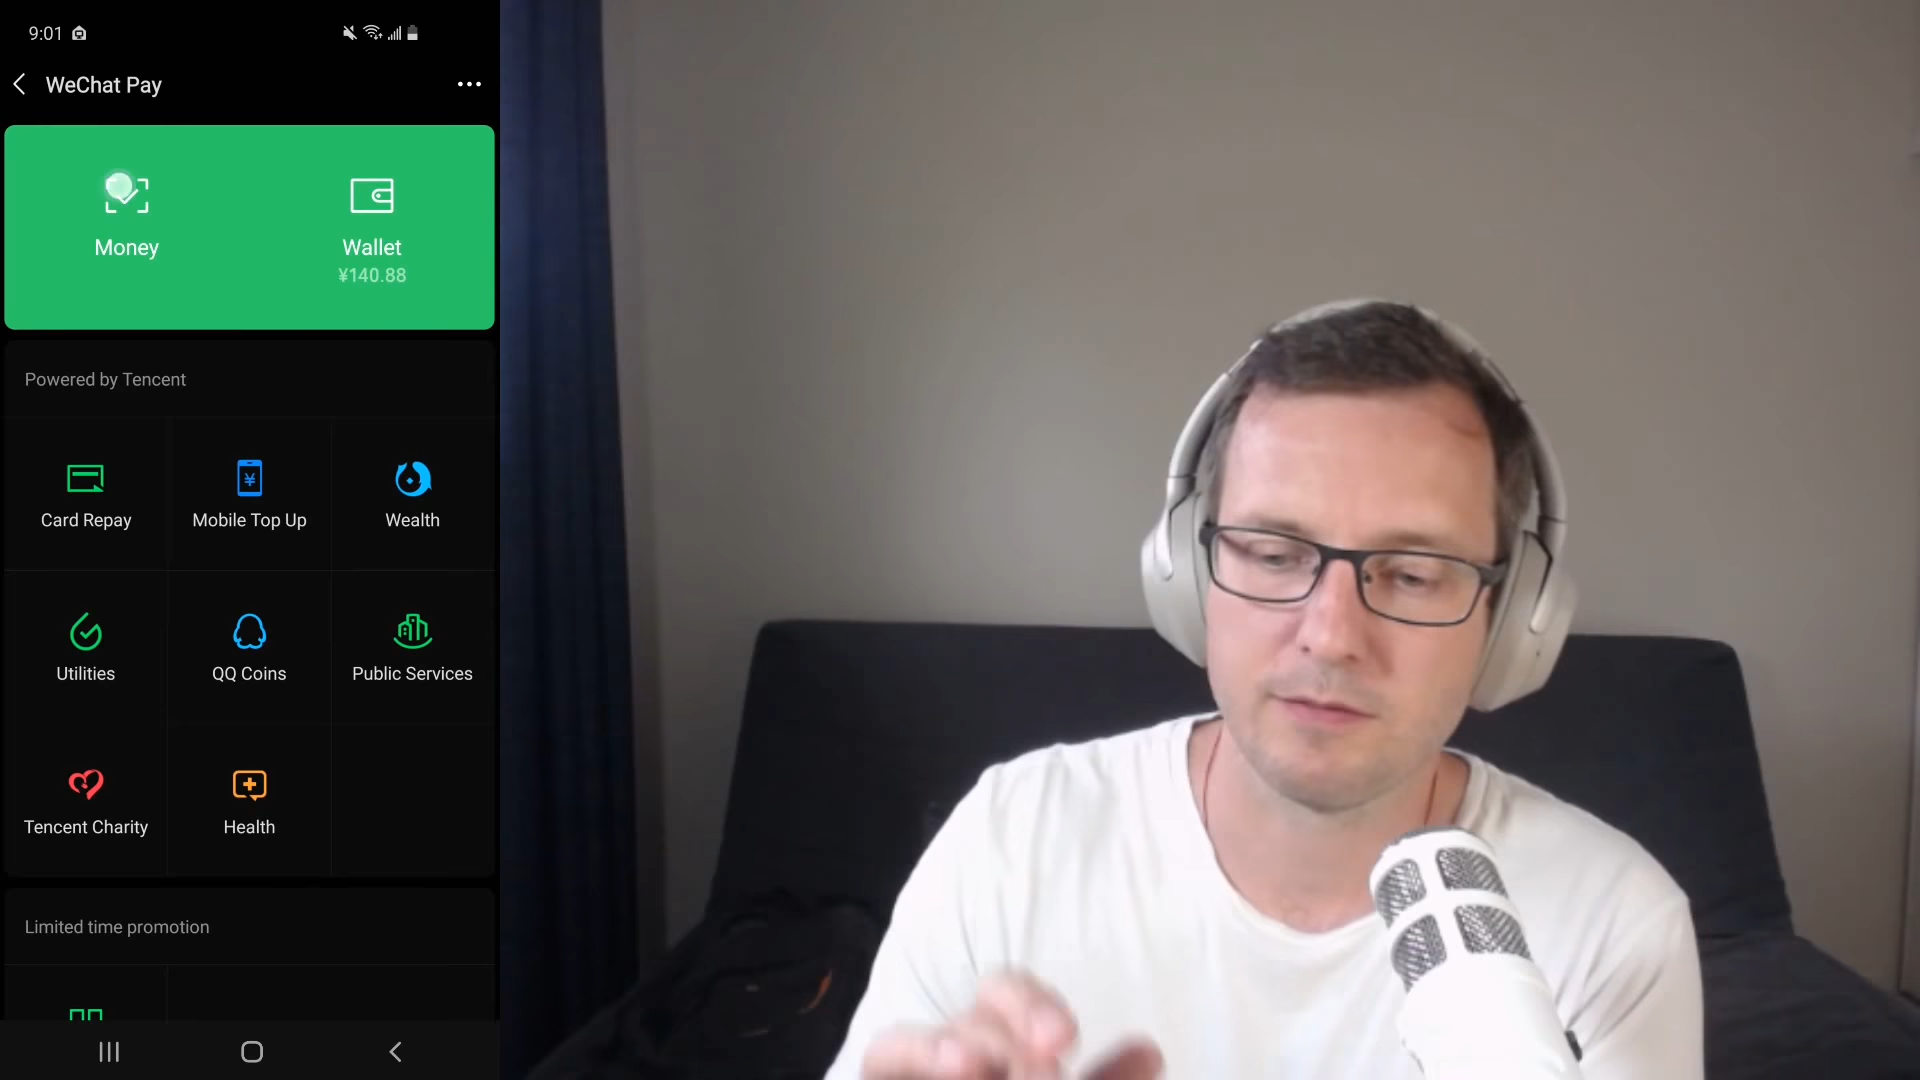 9:01
WeChat Pay
Money
Wallet
¥140.88
Powered by Tencent
Card Repay
Mobile Top Up
Wealth
Utilities
QQ Coins
Public Services
Tencent Charity
Health
Limited time promotion